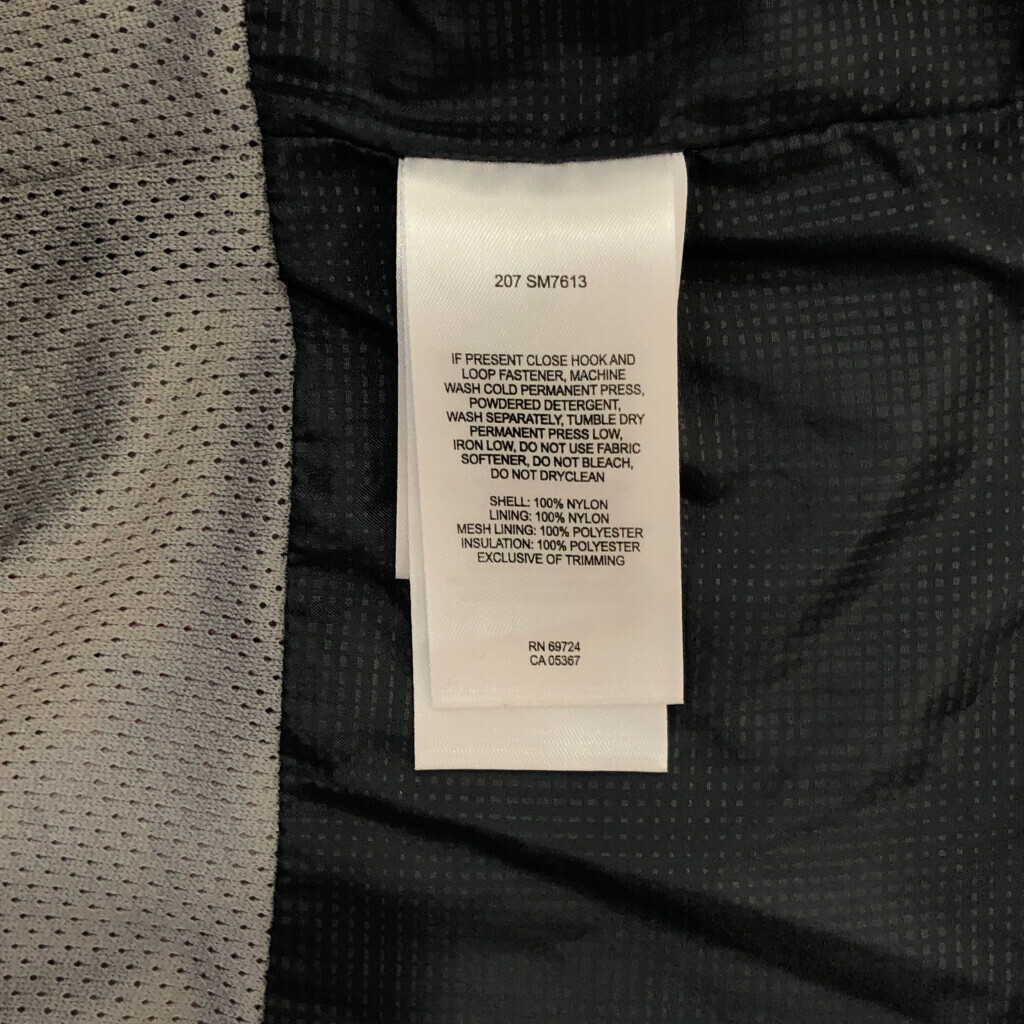 207 SM7613
IF PRESENT CLOSE HOOK AND
LOOP FASTENER, MACHINE
WASH COLD PERMANENT PRESS,
POWDERED DETERGENT,
WASH SEPARATELY, TUMBLE DRY
PERMANENT PRESS LOW,
IRON LOW, DO NOT USE FABRIC
SOFTENER, DO NOT BLEACH,
DO NOT DRYCLEAN
SHELL: 100% NYLON
LINING: 100% NYLON
MESH LINING: 100% POLYESTER
INSULATION: 100% POLYESTER
EXCLUSIVE OF TRIMMING
RN 69724
CA 05367